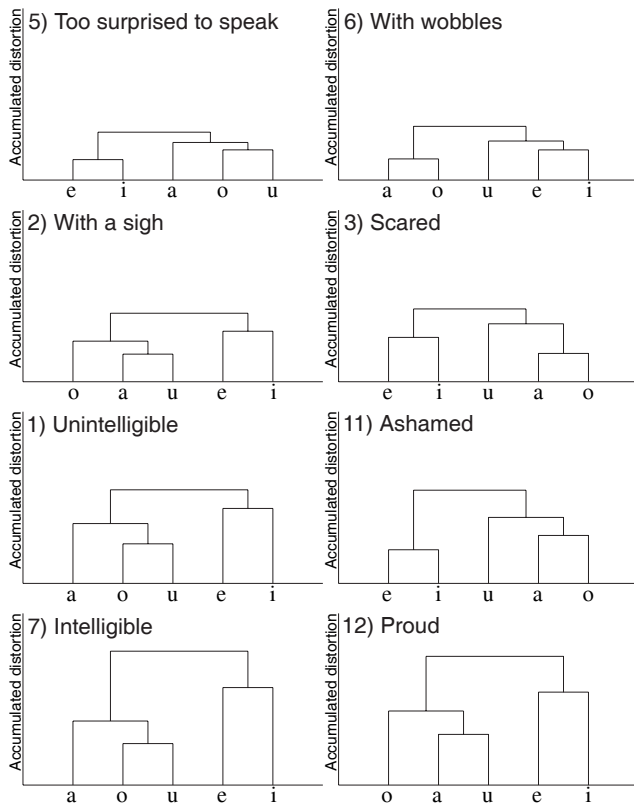 5) Too surprised to speak
Accumulated distortion
e i a o u
6) With wobbles
Accumulated distortion
a o u e i
2) With a sigh
Accumulated distortion
o a u e i
3) Scared
Accumulated distortion
e i u a o
1) Unintelligible
Accumulated distortion
a o u e i
11) Ashamed
Accumulated distortion
e i u a o
7) Intelligible
Accumulated distortion
a o u e i
12) Proud
Accumulated distortion
o a u e i